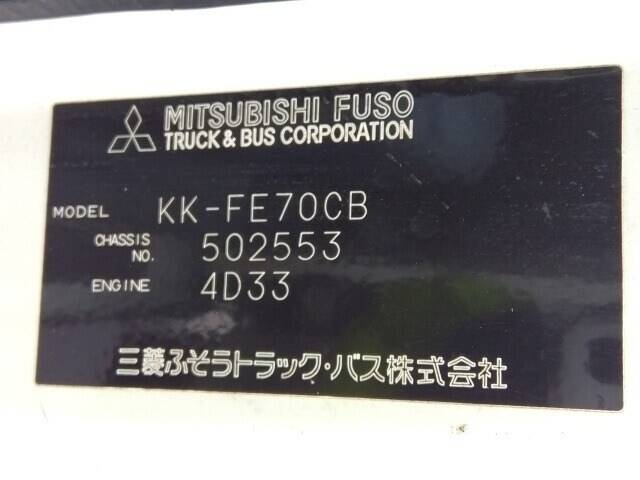 MITSUBISHI FUSO
TRUCK & BUS CORPORATION
MODEL KK-FE70CB
CHASSIS NO. 502553
ENGINE 4D33
三菱ふそうトラック・バス株式会社